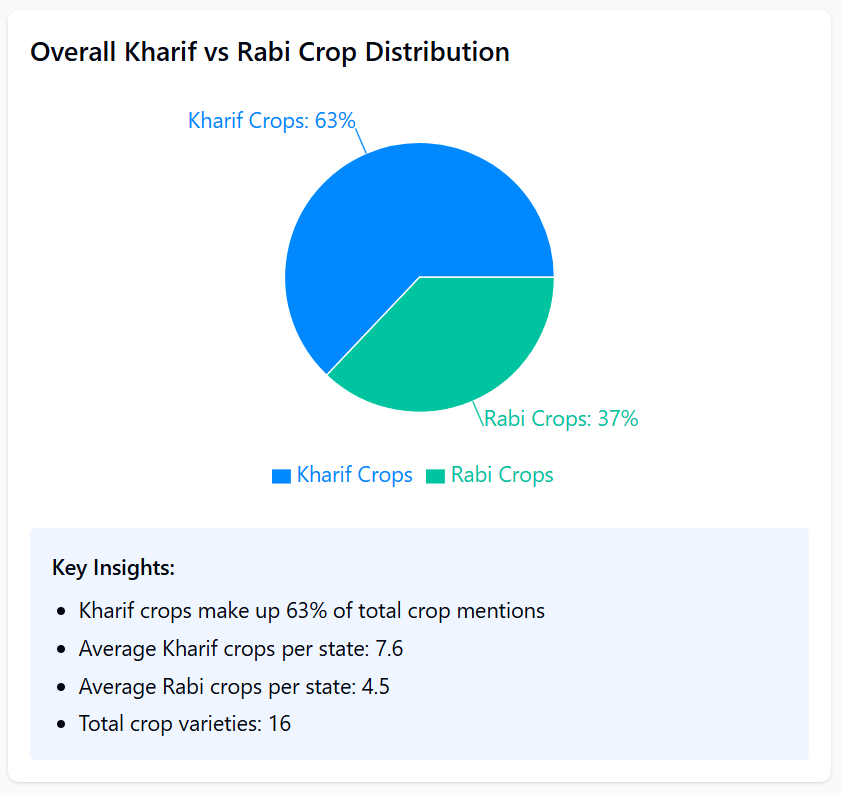 Overall Kharif vs Rabi Crop Distribution
Kharif Crops: 63%
Rabi Crops: 37%
Kharif Crops Rabi Crops
Key Insights:
• Kharif crops make up 63% of total crop mentions
• Average Kharif crops per state: 7.6
• Average Rabi crops per state: 4.5
• Total crop varieties: 16